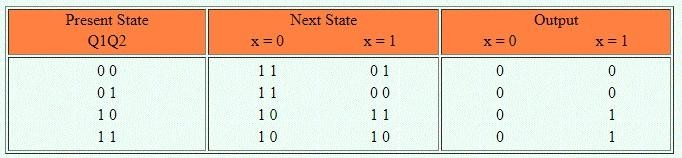 Present State Next State Output
Q1Q2 x = 0 x = 1 x = 0 x = 1
0 0 1 1 0 1 0 0
0 1 1 1 0 0 0 0
1 0 1 0 1 1 0 1
1 1 1 0 1 0 0 1